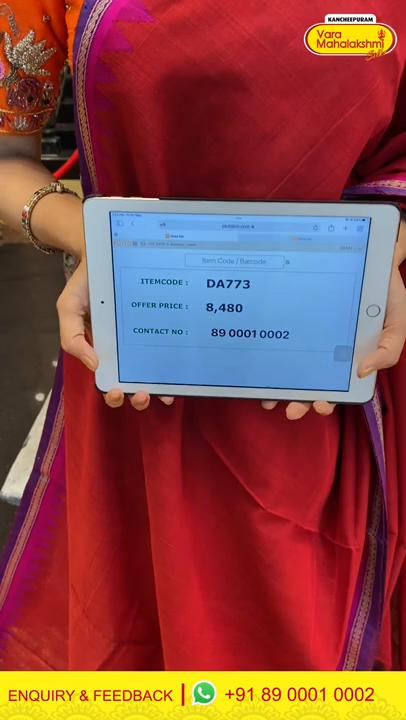 KANCHEEPURAM
Vara
Mahalakshmi
Silks
Item Code / Barcode
ITEMCODE : DA773
OFFER PRICE : 8,480
CONTACT NO : 89 0001 0002
ENQUIRY & FEEDBACK | +91 89 0001 0002